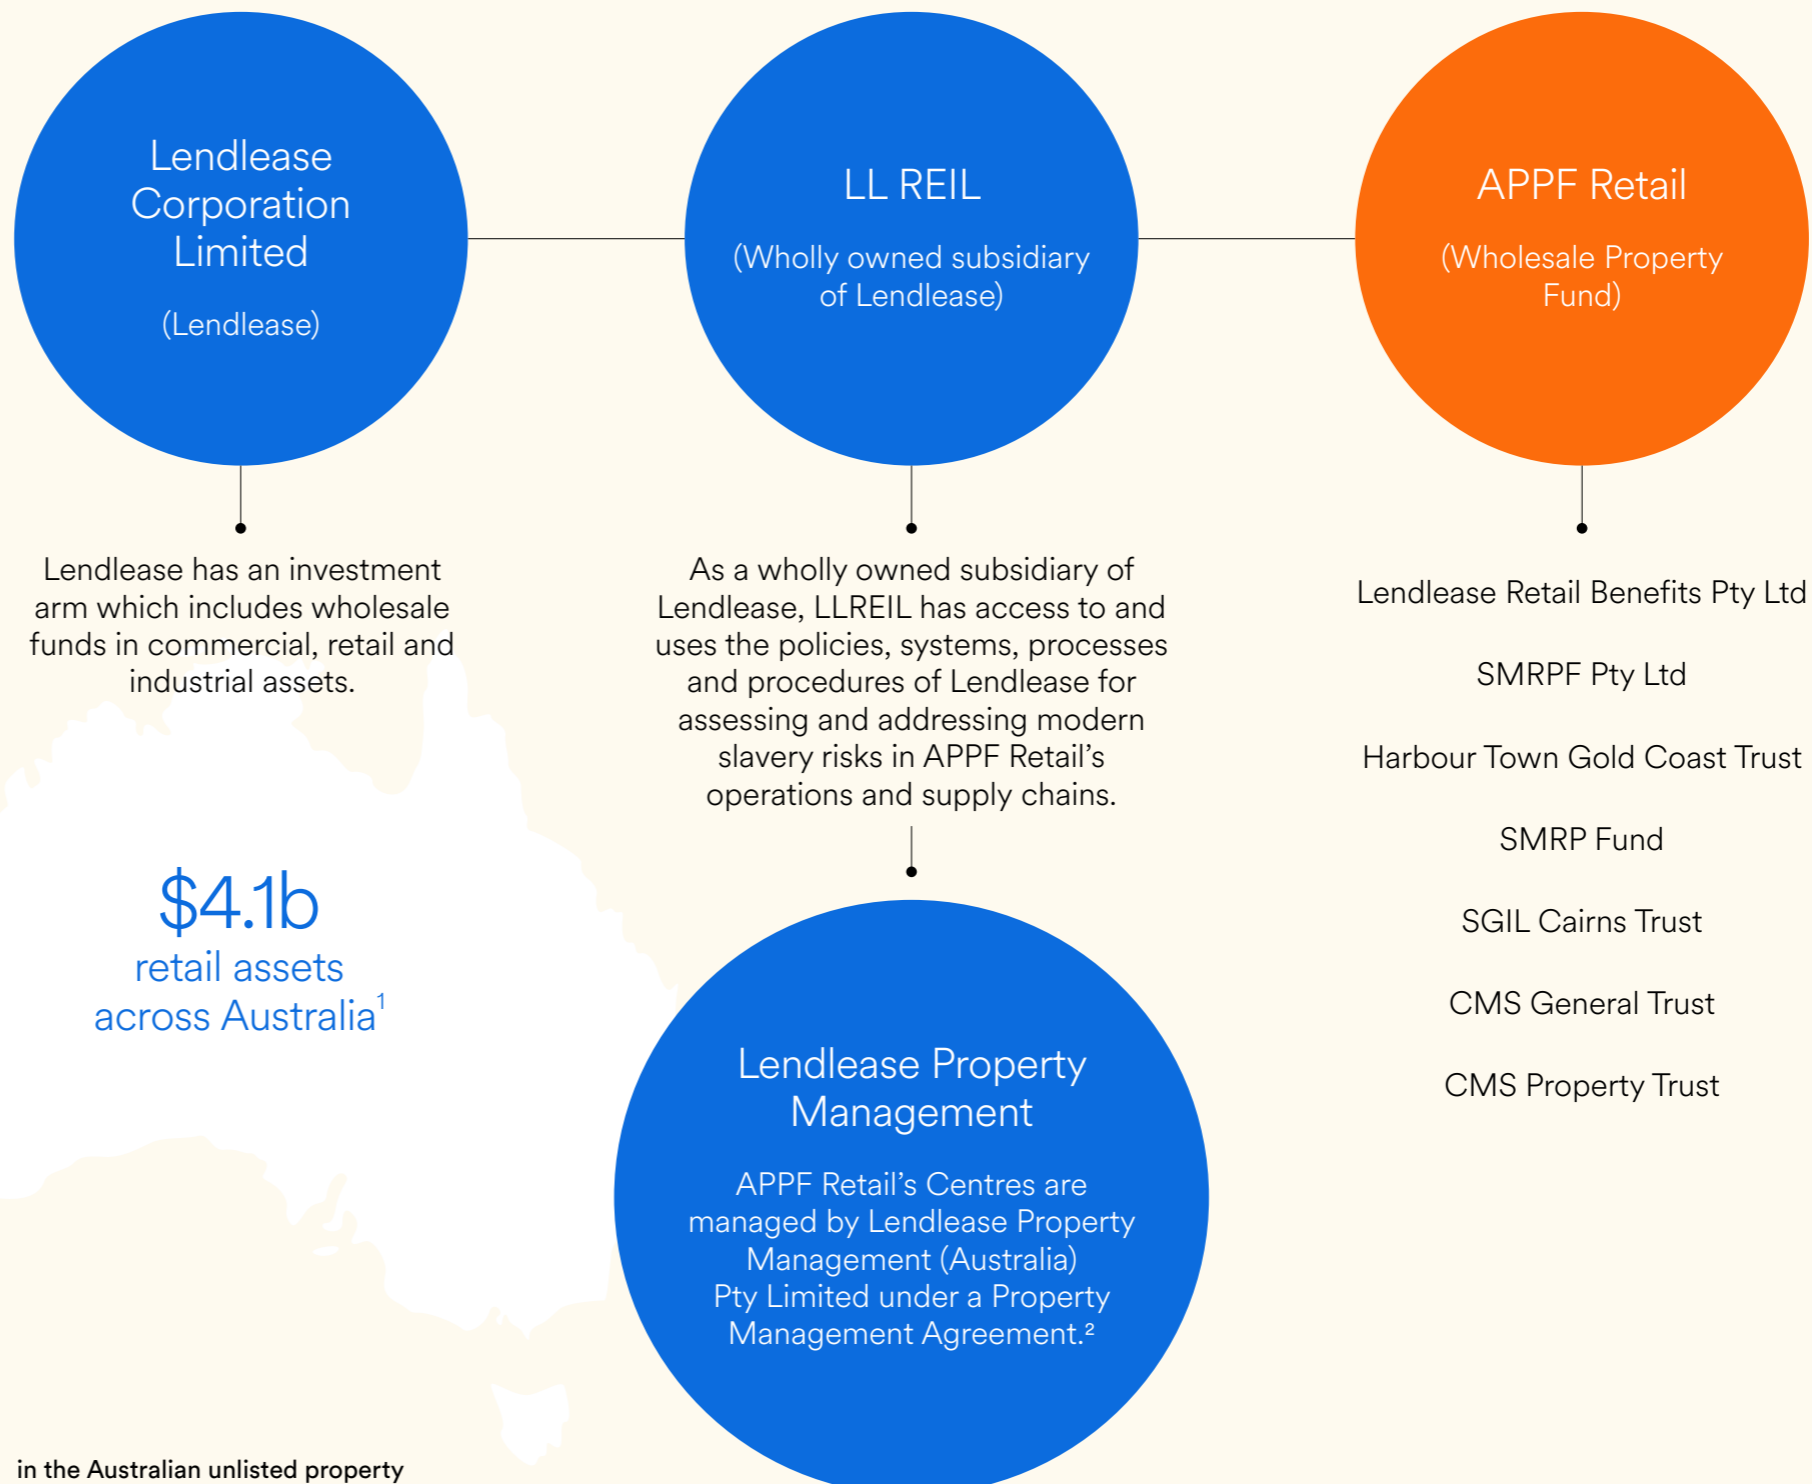 Lendlease
Corporation
Limited
(Lendlease)
LL REIL
(Wholly owned subsidiary
of Lendlease)
APPF Retail
(Wholesale Property
Fund)
Lendlease has an investment
arm which includes wholesale
funds in commercial, retail and
industrial assets.
$4.1b
retail assets
across Australia¹
As a wholly owned subsidiary of
Lendlease, LLREIL has access to and
uses the policies, systems, processes
and procedures of Lendlease for
assessing and addressing modern
slavery risks in APPF Retail’s
operations and supply chains.
Lendlease Property
Management
APPF Retail’s Centres are
managed by Lendlease Property
Management (Australia)
Pty Limited under a Property
Management Agreement.²
Lendlease Retail Benefits Pty Ltd
SMRPF Pty Ltd
Harbour Town Gold Coast Trust
SMRP Fund
SGIL Cairns Trust
CMS General Trust
CMS Property Trust
in the Australian unlisted property